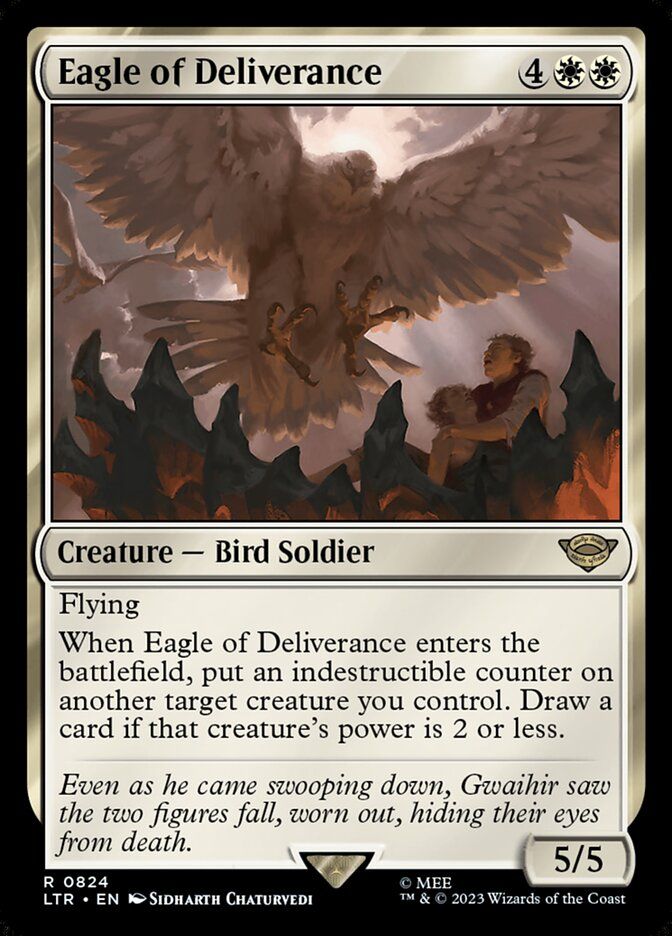 Eagle of Deliverance 4
Creature — Bird Soldier
Flying
When Eagle of Deliverance enters the
battlefield, put an indestructible counter on
another target creature you control. Draw a
card if that creature's power is 2 or less.
Even as he came swooping down, Gwaihir saw
the two figures fall, worn out, hiding their eyes
from death.
5/5
R 0824
LTR • EN SIDHARTH CHATURVEDI
© MEE
™ & © 2023 Wizards of the Coast